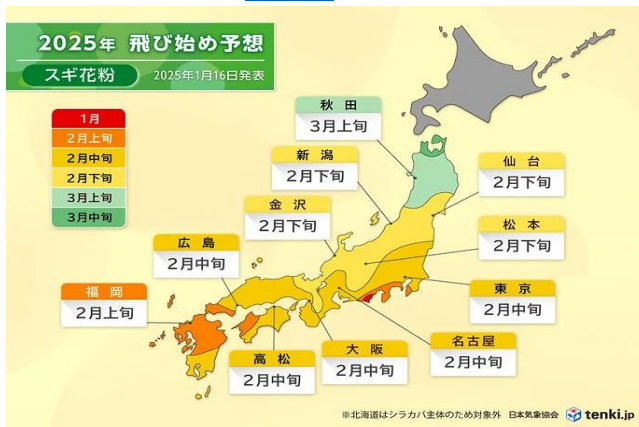 2025年 飛び始め予想
スギ花粉
2025年1月16日発表
1月
2月上旬
2月中旬
2月下旬
3月上旬
3月中旬
秋田
3月上旬
新潟
2月下旬
仙台
2月下旬
金沢
2月下旬
松本
2月下旬
広島
2月中旬
福岡
2月上旬
東京
2月中旬
名古屋
2月中旬
大阪
2月中旬
高松
2月中旬
※北海道はシラカバ主体のため対象外 日本気象協会 tenki.jp